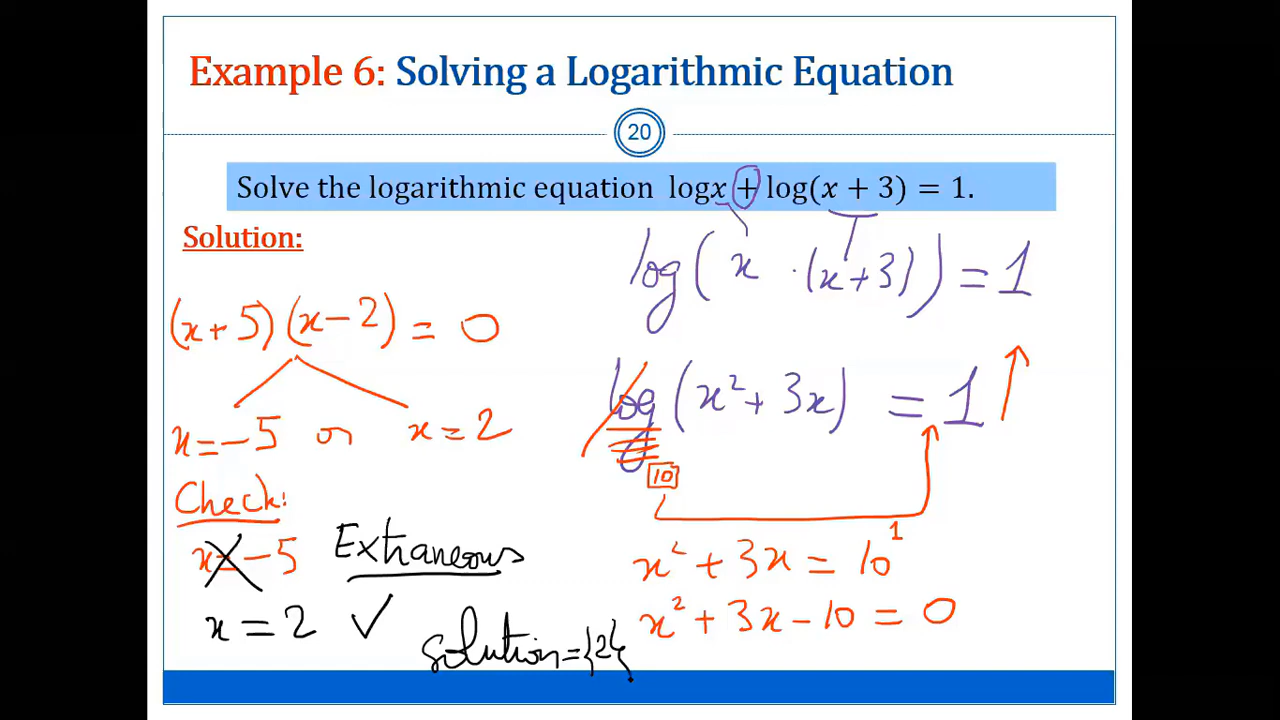 Example 6: Solving a Logarithmic Equation
20
Solve the logarithmic equation logx + log(x + 3) = 1.
Solution:
log(x · (x+3)) = 1
log(x² + 3x) = 1
10
x² + 3x = 10¹
x² + 3x − 10 = 0
(x+5)(x−2) = 0
x = −5 or x = 2
Check:
x = −5 Extraneous
x = 2 ✓
solution = {2}